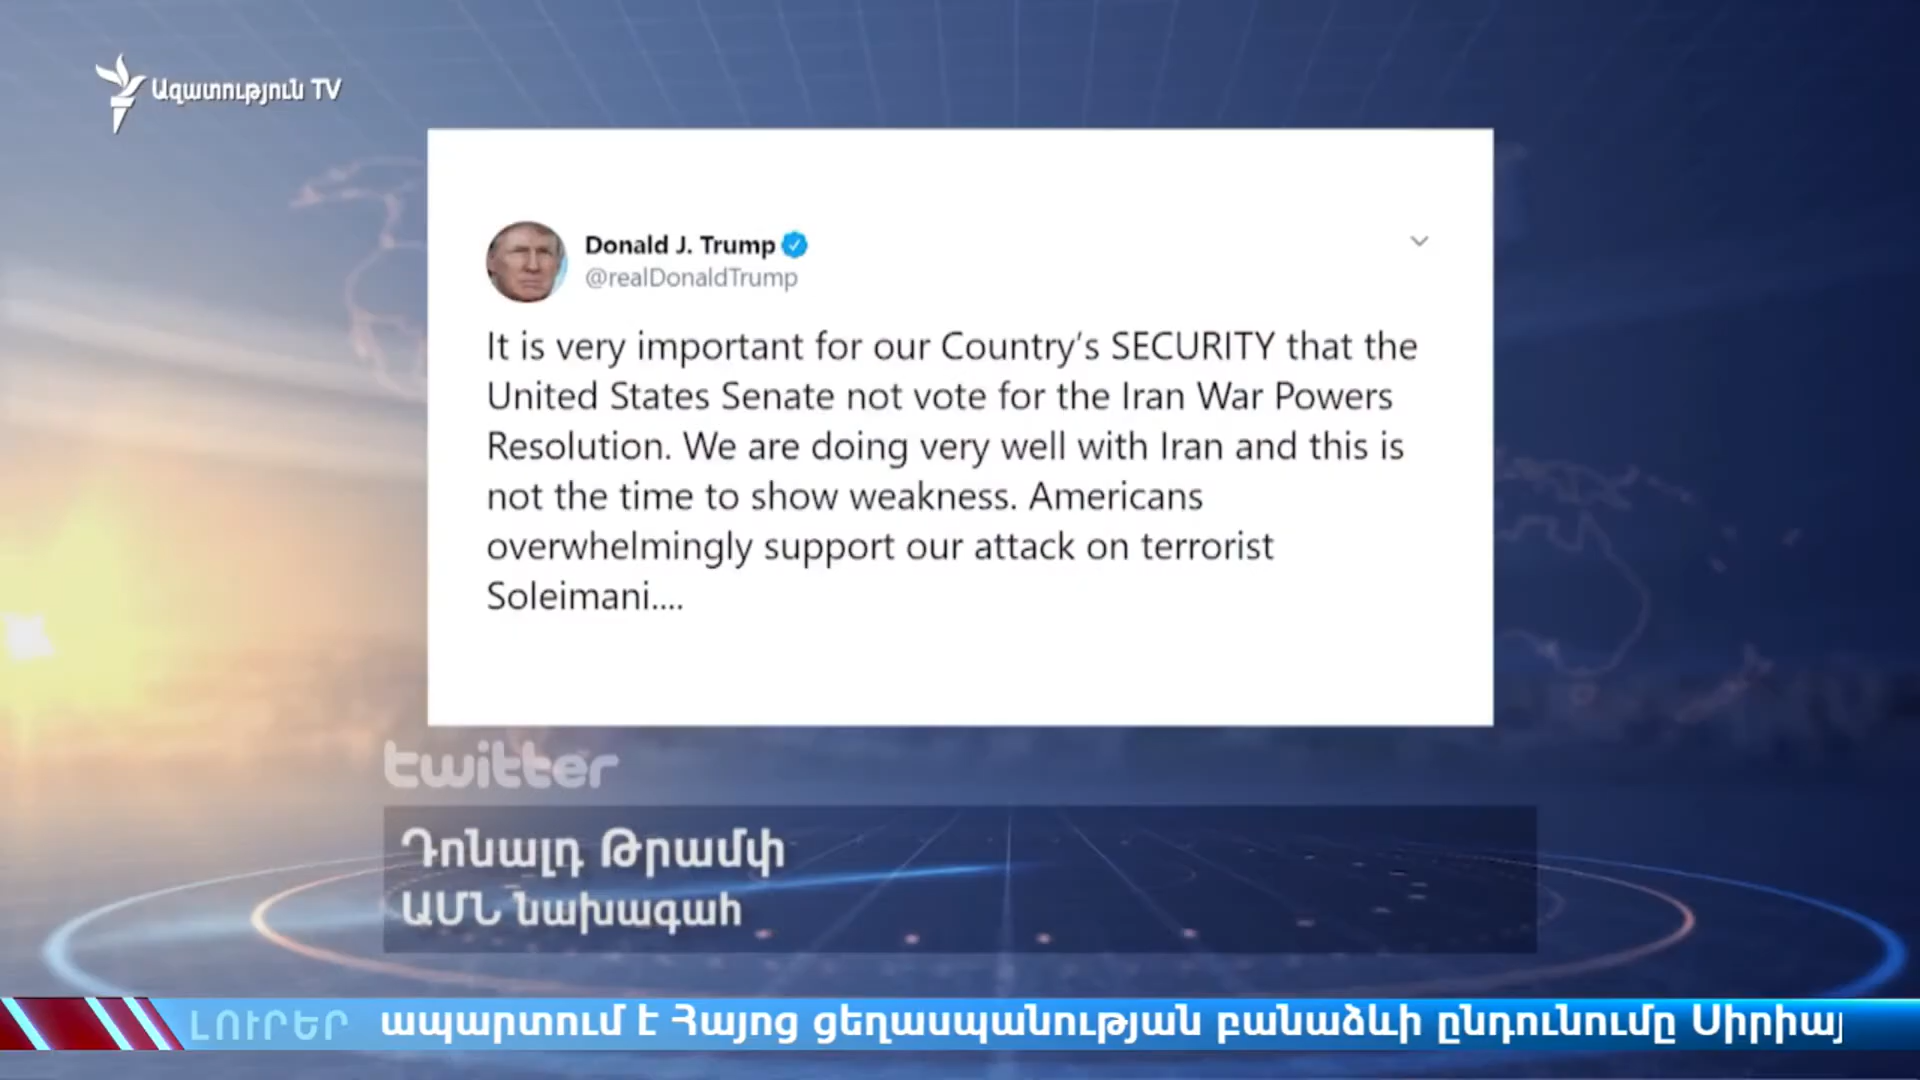 Ազատություն TV
Donald J. Trump
@realDonaldTrump
It is very important for our Country’s SECURITY that the
United States Senate not vote for the Iran War Powers
Resolution. We are doing very well with Iran and this is
not the time to show weakness. Americans
overwhelmingly support our attack on terrorist
Soleimani....
twitter
Դոնալդ Թրամփ
ԱՄՆ նախագահ
ԼՈՒՐԵՐ ապարտում է Հայոց ցեղասպանության բանաձևի ընդունումը Սիրիայ